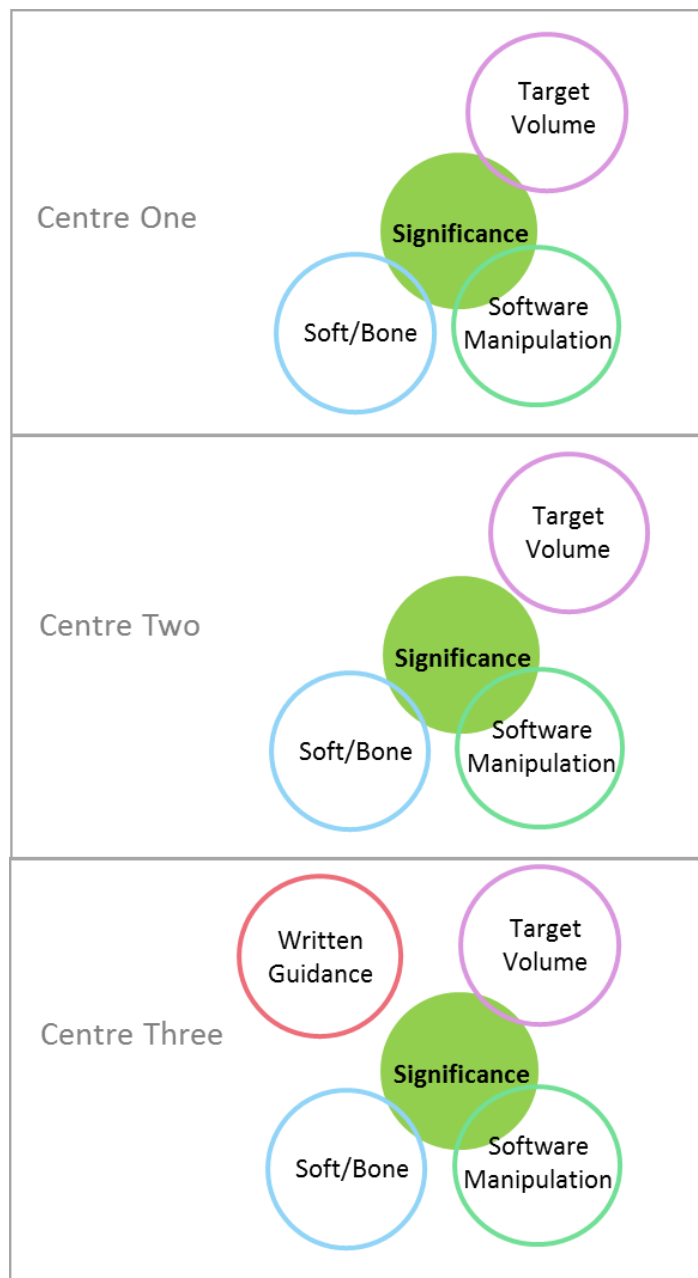 Centre One
Target
Volume
Significance
Soft/Bone
Software
Manipulation
Centre Two
Target
Volume
Significance
Soft/Bone
Software
Manipulation
Centre Three
Written
Guidance
Target
Volume
Significance
Soft/Bone
Software
Manipulation